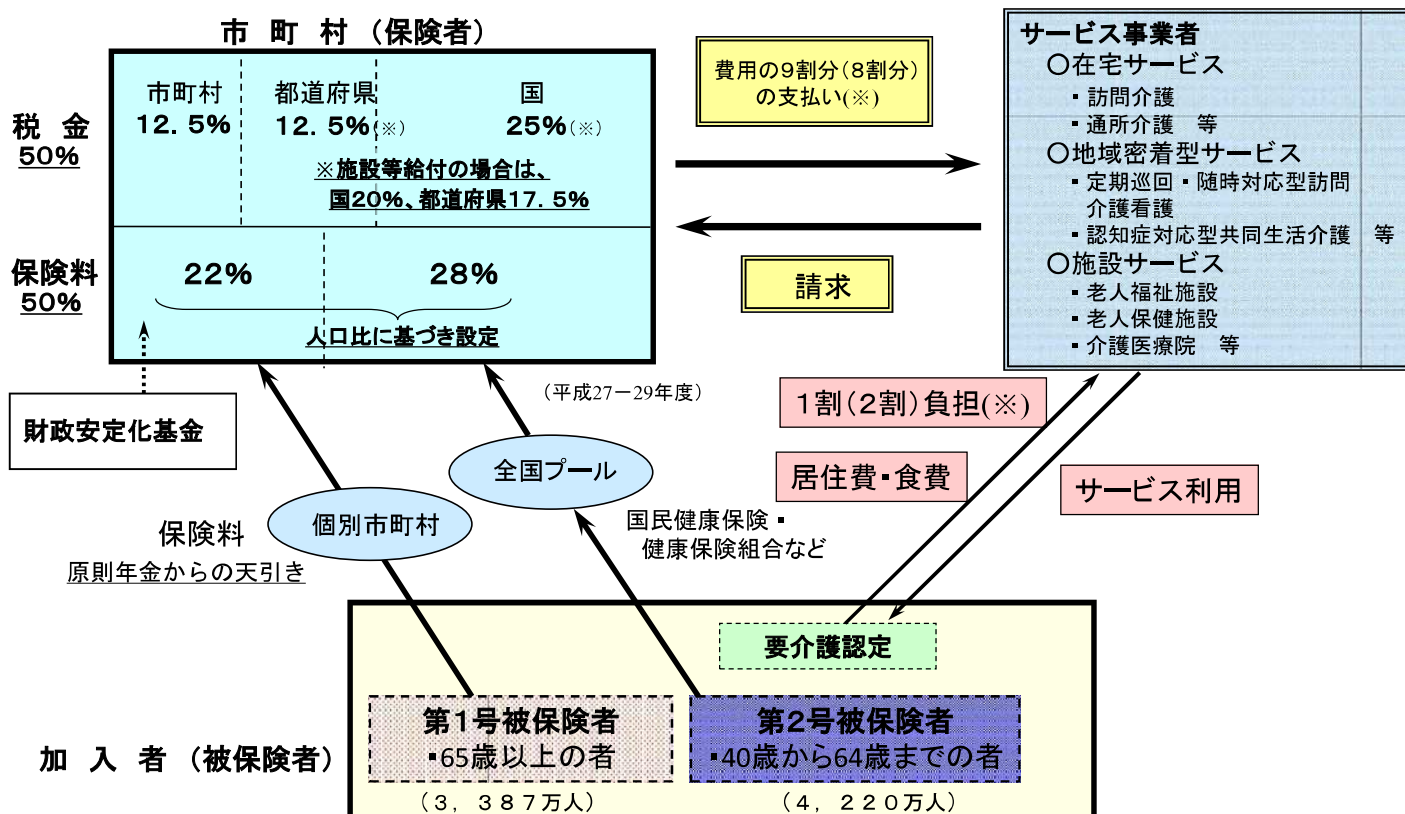 市 町 村 (保険者)
税 金
50%
市町村
12.5%
都道府県
12.5%(※)
国
25%(※)
※施設等給付の場合は、
国20%、都道府県17.5%
保険料
50%
22%
28%
人口比に基づき設定
財政安定化基金
費用の9割分(8割分)
の支払い(※)
請求
サービス事業者
○在宅サービス
・訪問介護
・通所介護 等
○地域密着型サービス
・定期巡回・随時対応型訪問
介護看護
・認知症対応型共同生活介護 等
○施設サービス
・老人福祉施設
・老人保健施設
・介護医療院 等
(平成27-29年度)
1割(2割)負担(※)
居住費・食費
サービス利用
全国プール
個別市町村
国民健康保険・
健康保険組合など
保険料
原則年金からの天引き
要介護認定
加 入 者 (被保険者)
第1号被保険者
・65歳以上の者
(3,387万人)
第2号被保険者
・40歳から64歳までの者
(4,220万人)